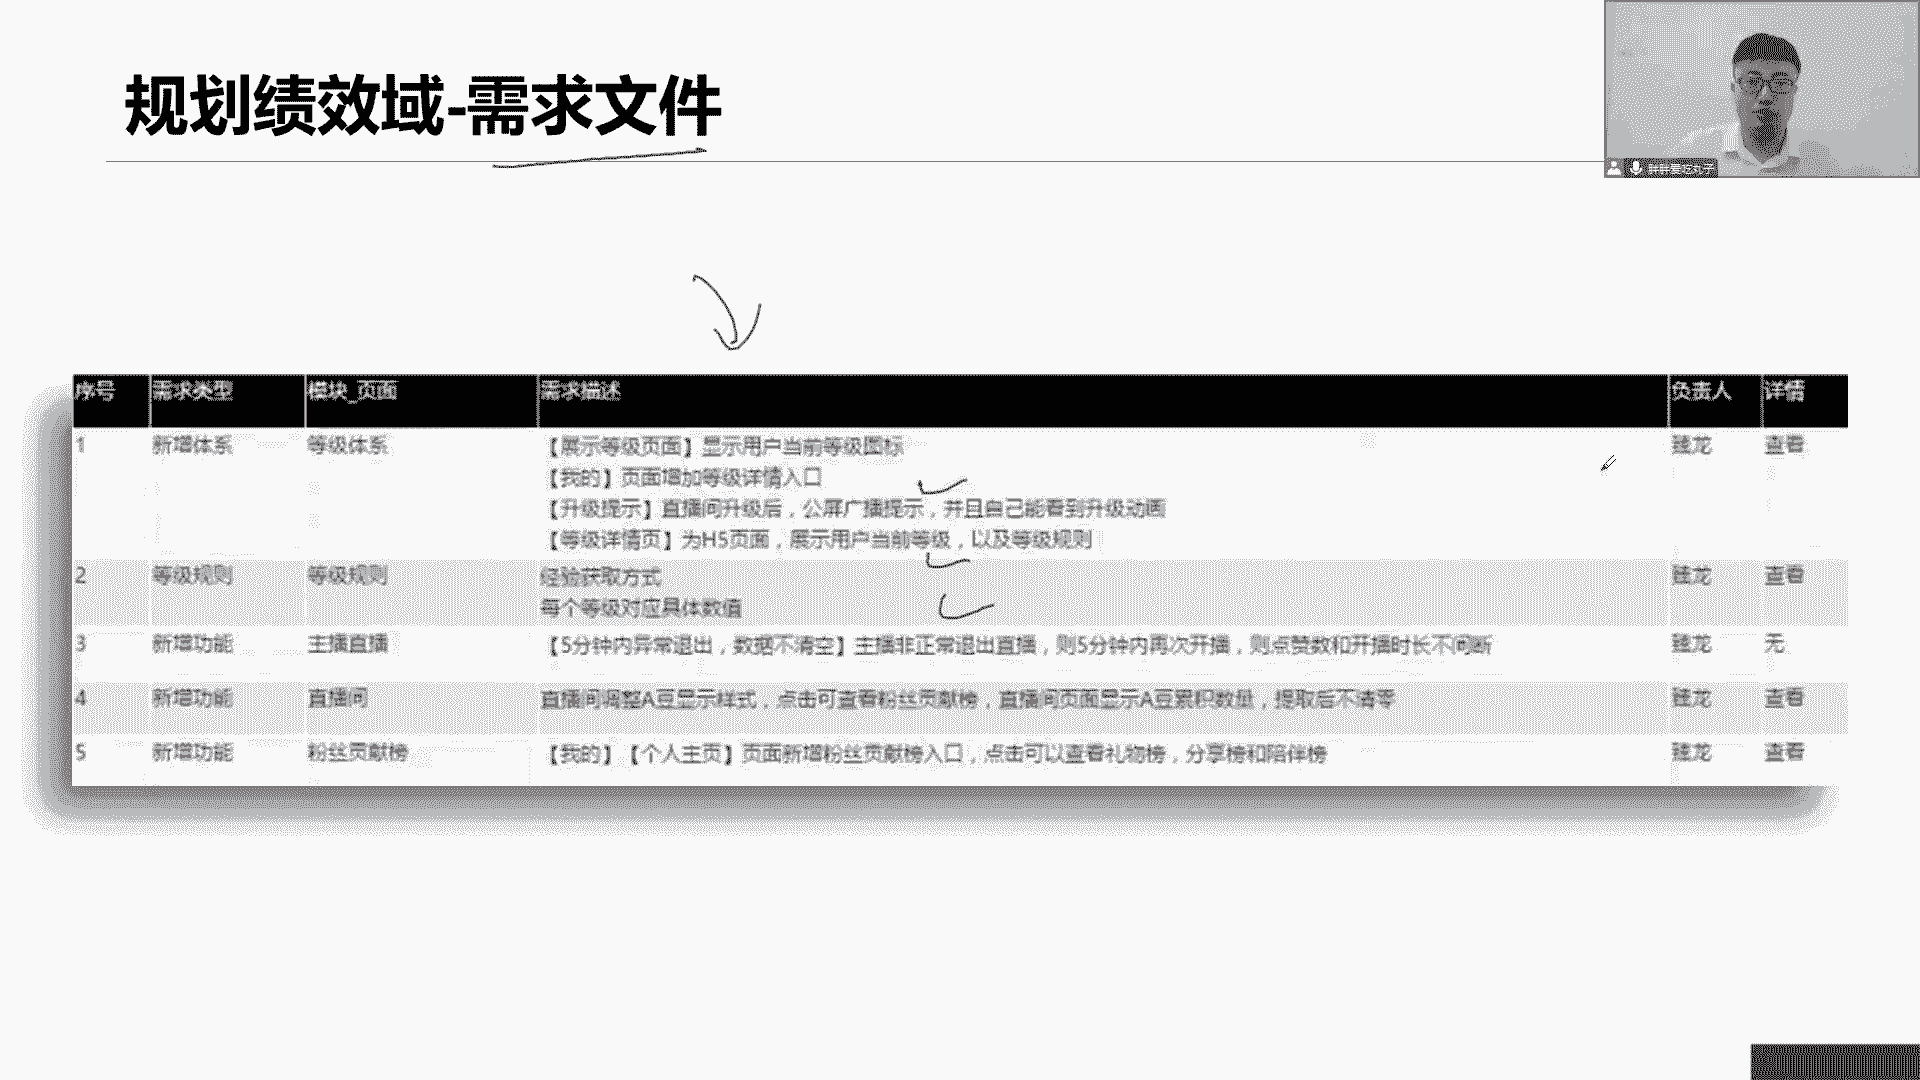 规划绩效域-需求文件
序号 需求类型 模块_页面 需求描述 负责人 详情
1 新增体系 等级体系 【展示等级页面】显示用户当前等级图标 龙 查看
【我的】页面增加等级详情入口
【升级提示】直播间升级后，公屏广播提示，并且自己能看到升级动画
【等级详情页】为H5页面，展示用户当前等级，以及等级规则
2 等级规则 等级规则 经验获取方式 龙 查看
每个等级对应具体数值
3 新增功能 主播直播 【5分钟内异常退出，数据不清空】主播非正常退出直播，则5分钟内再次开播，则点赞数和开播时长不间断 龙 无
4 新增功能 直播间 直播间调整A豆显示样式，点击可查看粉丝贡献榜，直播间页面显示A豆累积数量，提取后不清零 龙 查看
5 新增功能 粉丝贡献榜 【我的】【个人主页】页面新增粉丝贡献榜入口，点击可以查看礼物榜，分享榜和陪伴榜 龙 查看